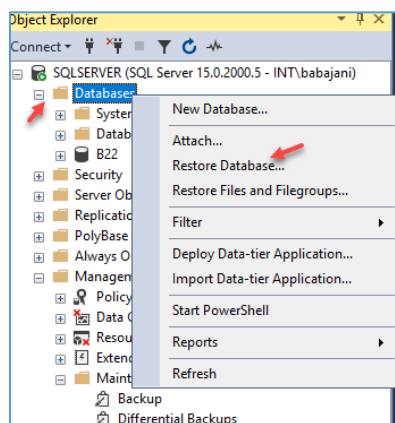 Object Explorer
Connect
SQLSERVER (SQL Server 15.0.2000.5 - INT\babajani)
Databases
System
Datab
B22
Security
Server Ob
Replicatio
PolyBase
Always O
Managem
Policy
Data C
Resou
Extend
Maint
Backup
Differential Backups
New Database...
Attach...
Restore Database...
Restore Files and Filegroups...
Filter
Deploy Data-tier Application...
Import Data-tier Application...
Start PowerShell
Reports
Refresh